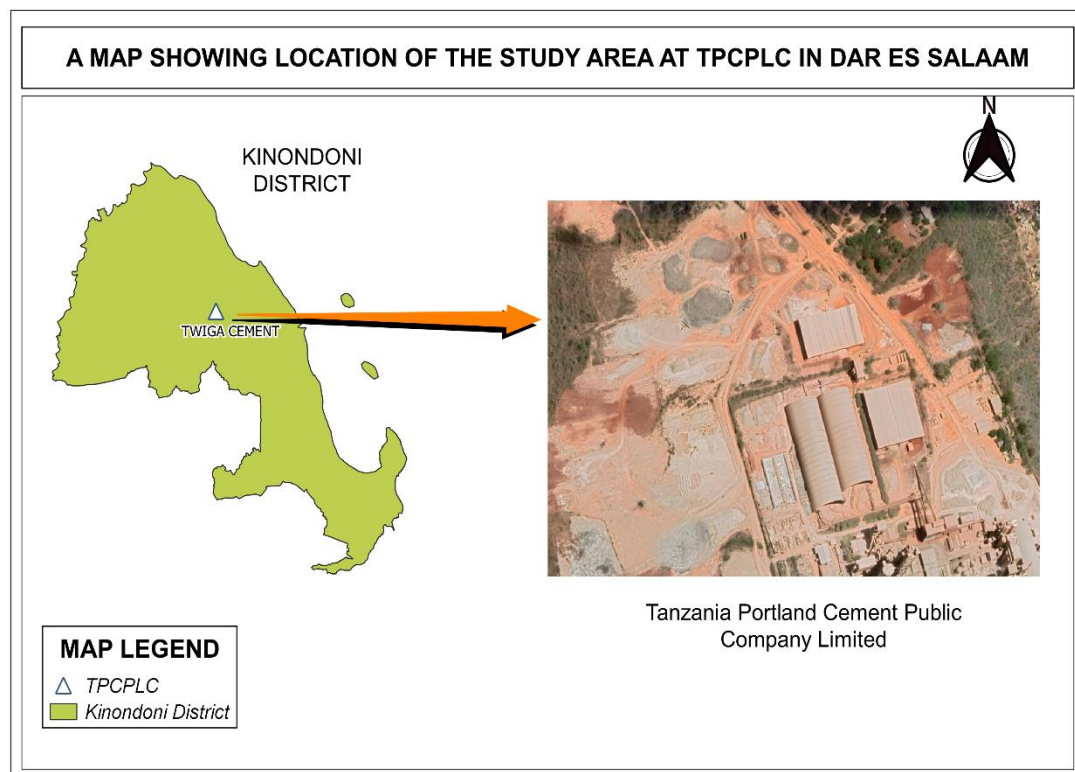 A MAP SHOWING LOCATION OF THE STUDY AREA AT TPCPLC IN DAR ES SALAAM
N
KINONDONI
DISTRICT
TWIGA CEMENT
Tanzania Portland Cement Public
Company Limited
MAP LEGEND
TPCPLC
Kinondoni District